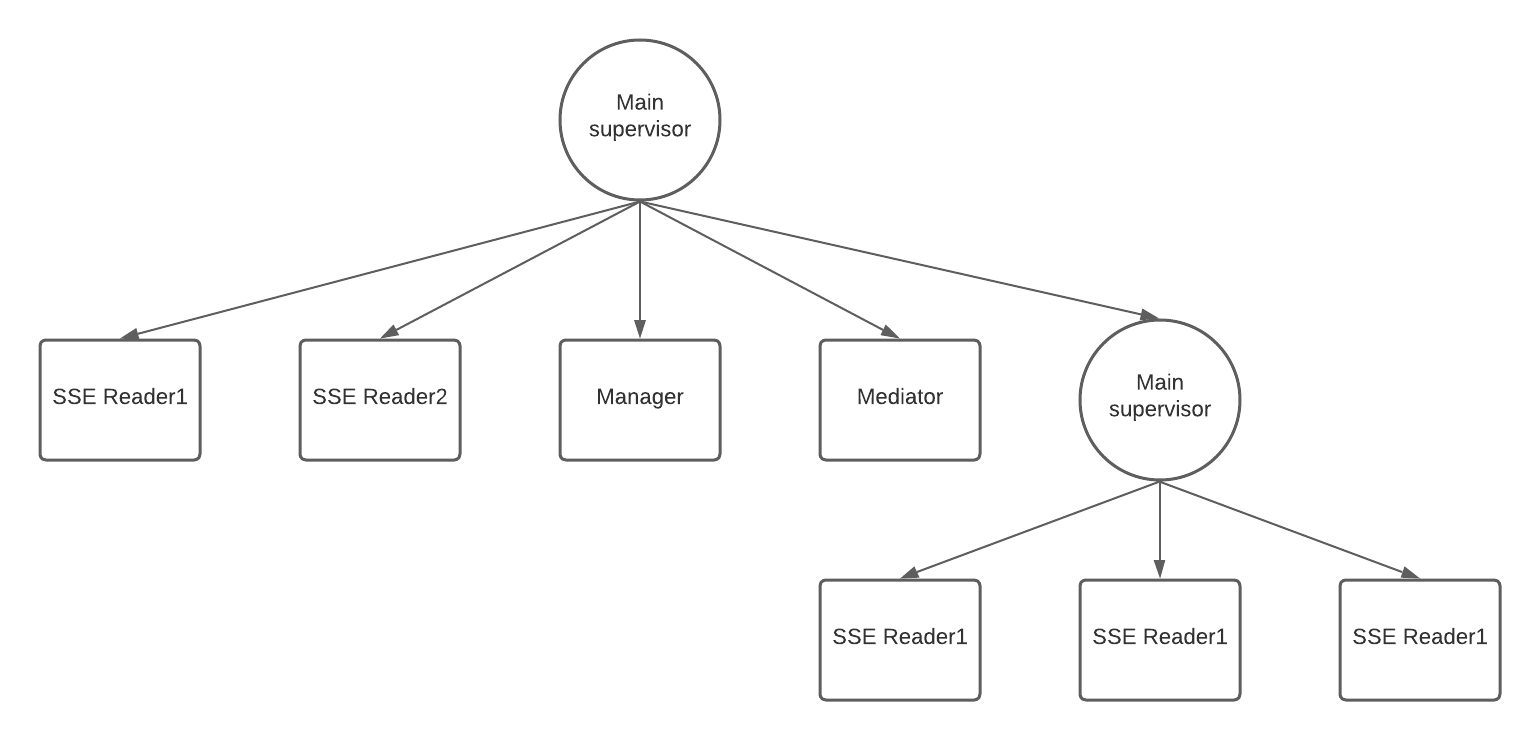 Main
supervisor
SSE Reader1
SSE Reader2
Manager
Mediator
Main
supervisor
SSE Reader1
SSE Reader1
SSE Reader1